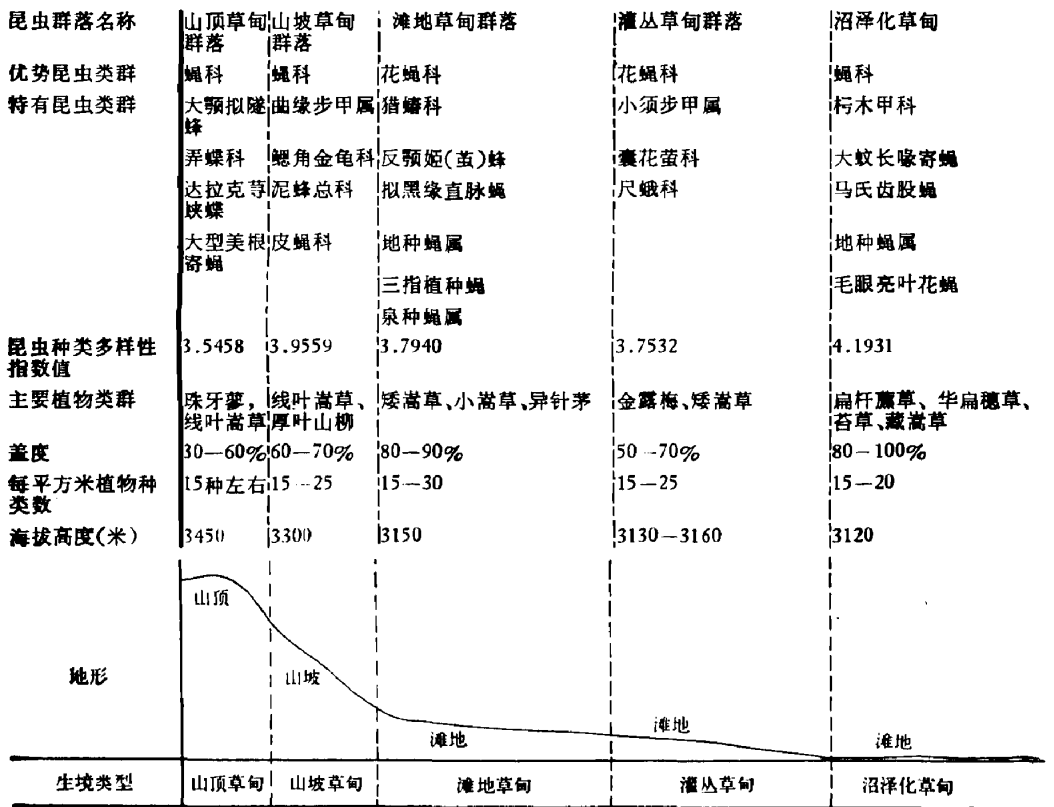 昆虫群落名称 山顶草甸 山坡草甸 滩地草甸群落 灌丛草甸群落 沼泽化草甸
群落 群落
优势昆虫类群 蝇科 蝇科 花蝇科 花蝇科 蝇科
特有昆虫类群 大颚拟隧 曲缘步甲属 猎蝽科 小须步甲属 朽木甲科
蜂
弄蝶科 鳃角金龟科 反颚姬(茧)蜂 囊花萤科 大蚊长喙寄蝇
达拉克荨 泥蜂总科 拟黑缘直脉蝇 尺蛾科 马氏齿股蝇
蛱蝶
大型美根 皮蝇科 地种蝇属 地种蝇属
寄蝇
三指植种蝇 毛眼亮叶花蝇
泉种蝇属
昆虫种类多样性 3.5458 3.9559 3.7940 3.7532 4.1931
指数值
主要植物类群 珠牙蓼， 线叶嵩草、 矮嵩草、小嵩草、异针茅 金露梅、矮嵩草 扁杆藨草、华扁穗草、
线叶嵩草 厚叶山柳 苔草、藏嵩草
盖度 30—60% 60—70% 80—90% 50—70% 80—100%
每平方米植物种 15种左右 15—25 15—30 15—25 15—20
类数
海拔高度(米) 3450 3300 3150 3130—3160 3120
山顶
地形 山坡
滩地 滩地 滩地
生境类型 山顶草甸 山坡草甸 滩地草甸 灌丛草甸 沼泽化草甸